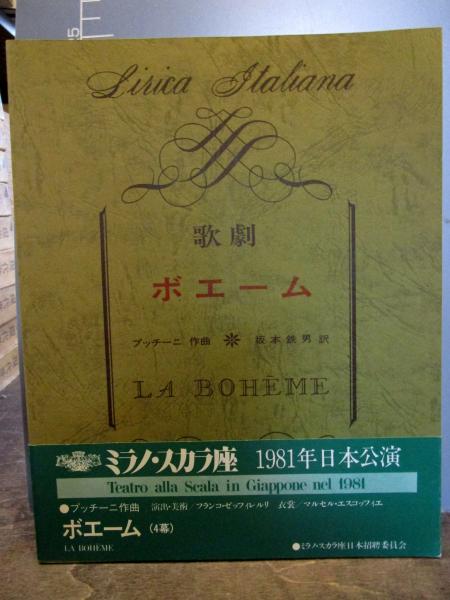 Lirica Italiana
歌劇
ボエーム
プッチーニ 作曲 坂本鉄男 訳
LA BOHÈME
ミラノ・スカラ座 1981年日本公演
Teatro alla Scala in Giappone nel 1981
●プッチーニ作曲 演出・美術/フランコ・ゼッフィレルリ 衣裳/マルセル・エスコッフィエ
ボエーム(4幕)
LA BOHÈME
●ミラノ・スカラ座日本招聘委員会